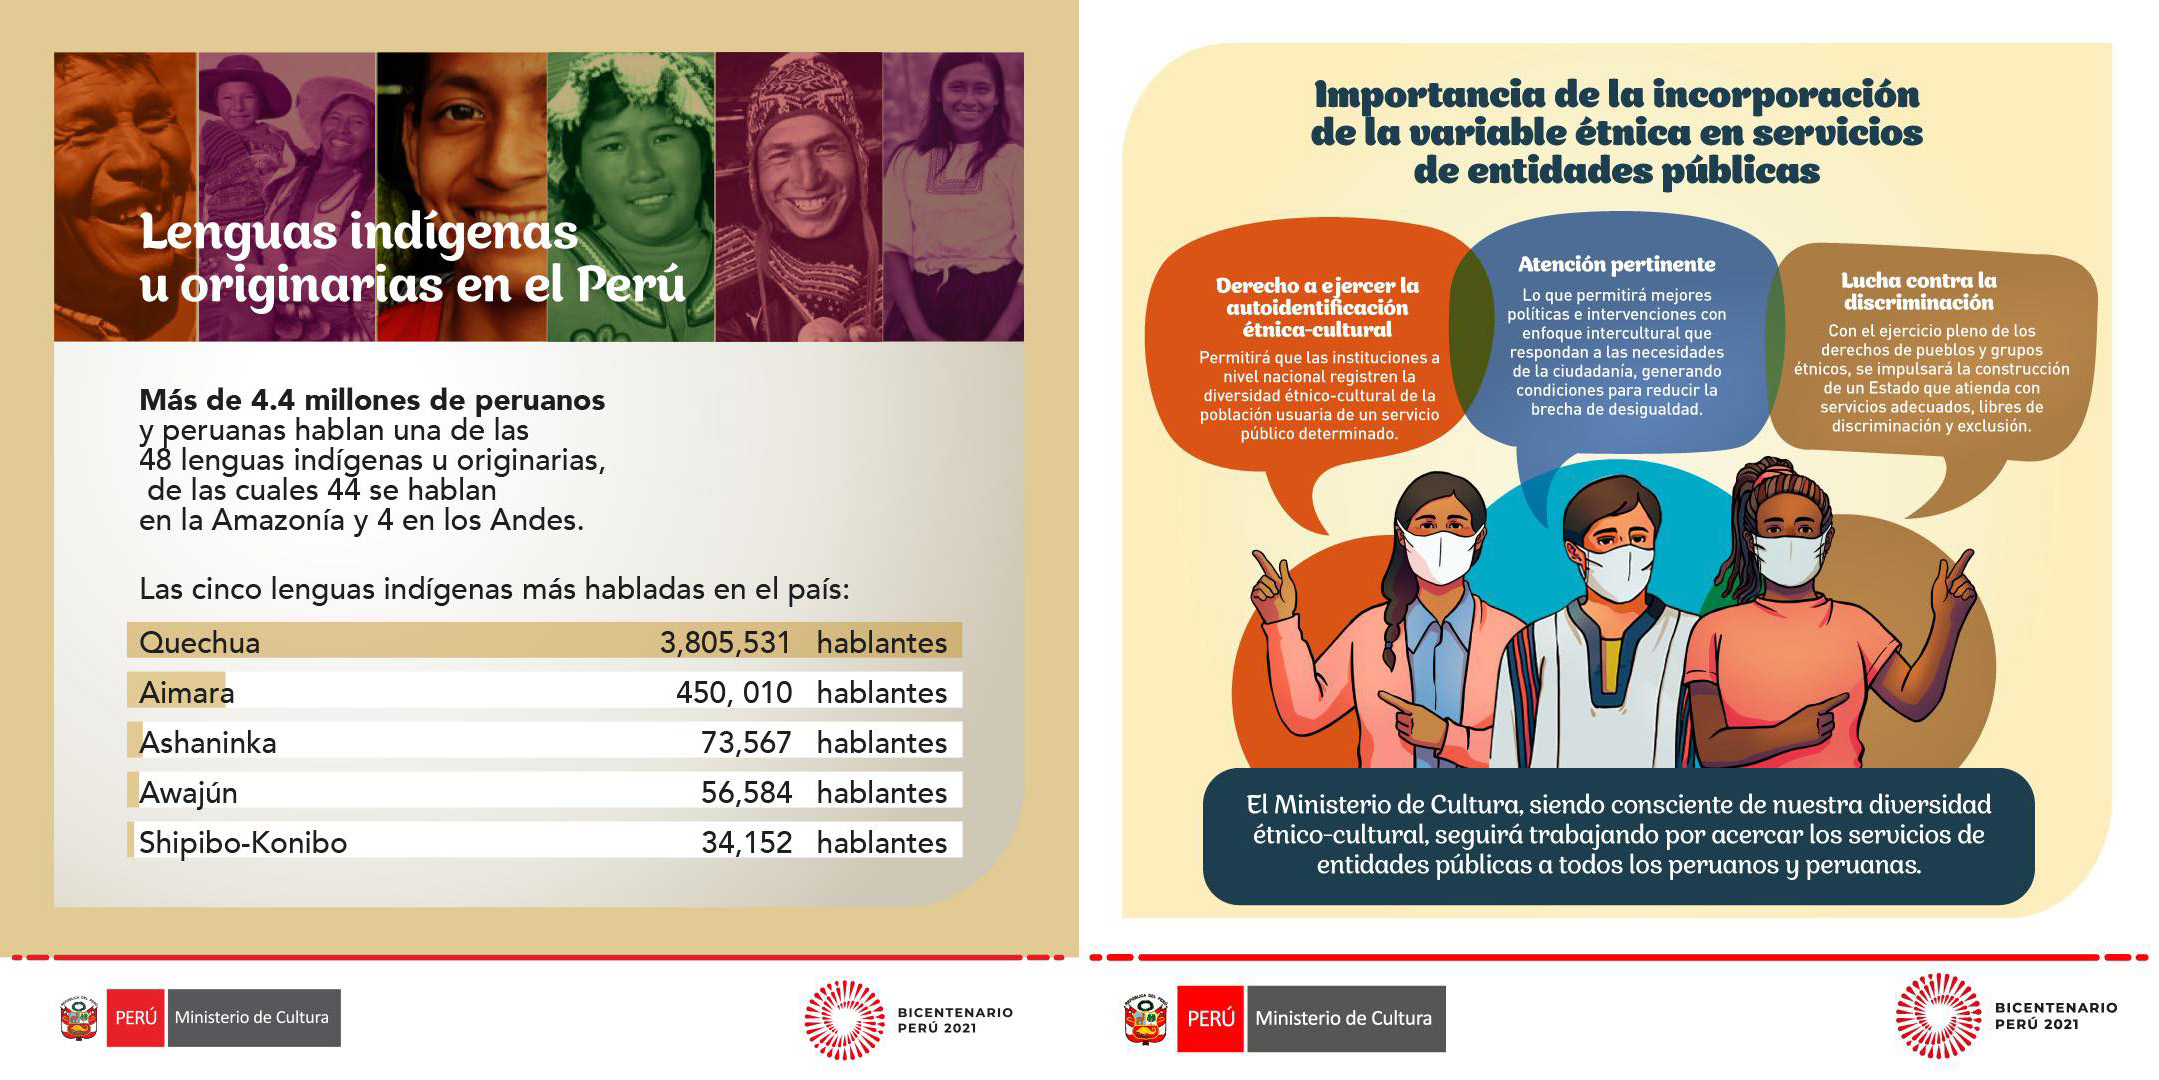 Lenguas indígenas
u originarias en el Perú
Más de 4.4 millones de peruanos
y peruanas hablan una de las
48 lenguas indígenas u originarias,
de las cuales 44 se hablan
en la Amazonía y 4 en los Andes.
Las cinco lenguas indígenas más habladas en el país:
Quechua 3,805,531 hablantes
Aimara 450, 010 hablantes
Ashaninka 73,567 hablantes
Awajún 56,584 hablantes
Shipibo-Konibo 34,152 hablantes
PERÚ Ministerio de Cultura
BICENTENARIO
PERÚ 2021
Importancia de la incorporación
de la variable étnica en servicios
de entidades públicas
Derecho a ejercer la
autoidentificación
étnica-cultural
Permitirá que las instituciones a
nivel nacional registren la
diversidad étnico-cultural de la
población usuaria de un servicio
público determinado.
Atención pertinente
Lo que permitirá mejores
políticas e intervenciones con
enfoque intercultural que
respondan a las necesidades
de la ciudadanía, generando
condiciones para reducir la
brecha de desigualdad.
Lucha contra la
discriminación
Con el ejercicio pleno de los
derechos de pueblos y grupos
étnicos, se impulsará la construcción
de un Estado que atienda con
servicios adecuados, libres de
discriminación y exclusión.
El Ministerio de Cultura, siendo consciente de nuestra diversidad
étnico-cultural, seguirá trabajando por acercar los servicios de
entidades públicas a todos los peruanos y peruanas.
PERÚ Ministerio de Cultura
BICENTENARIO
PERÚ 2021